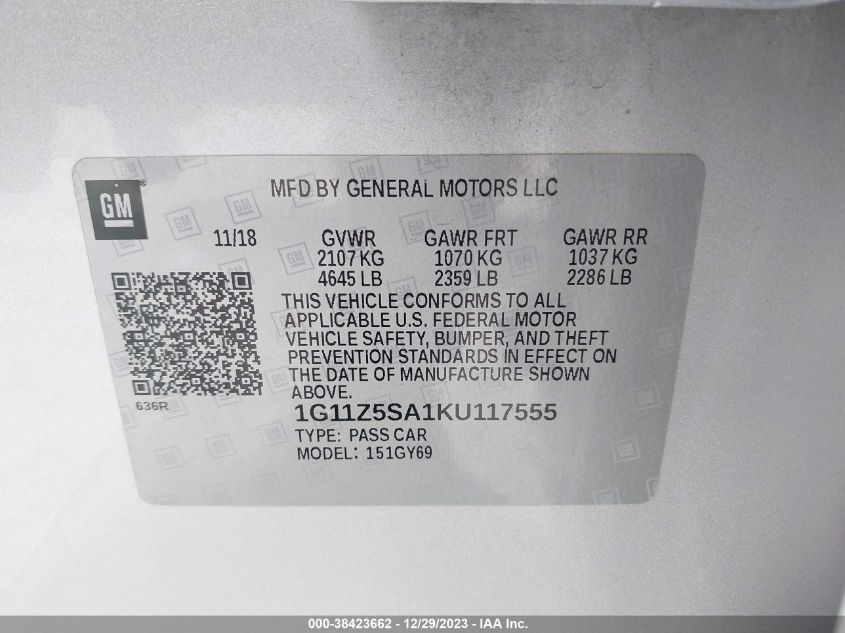 GM ®
MFD BY GENERAL MOTORS LLC
11/18 GVWR GAWR FRT GAWR RR
2107 KG 1070 KG 1037 KG
4645 LB 2359 LB 2286 LB
THIS VEHICLE CONFORMS TO ALL
APPLICABLE U.S. FEDERAL MOTOR
VEHICLE SAFETY, BUMPER, AND THEFT
PREVENTION STANDARDS IN EFFECT ON
THE DATE OF MANUFACTURE SHOWN
ABOVE.
636R
1G11Z5SA1KU117555
TYPE: PASS CAR
MODEL: 151GY69
000-38423662 - 12/29/2023 - IAA Inc.